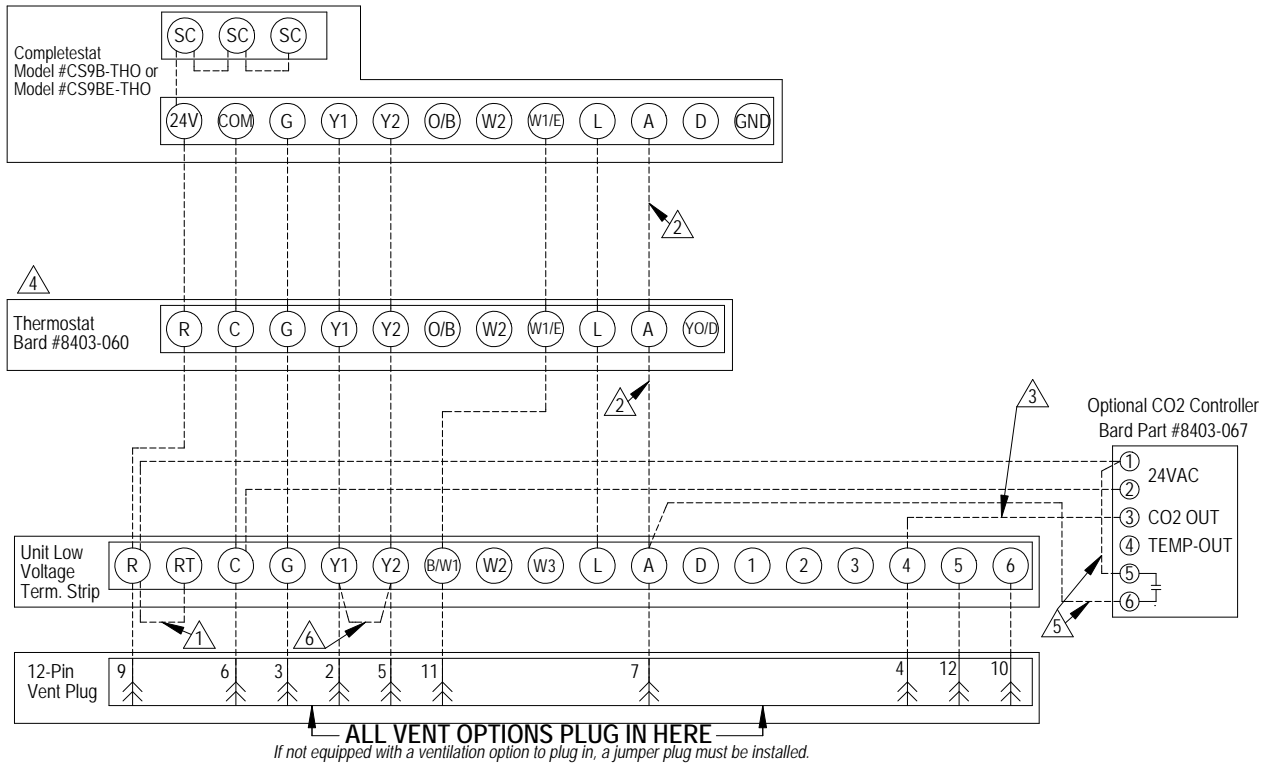 SC SC SC
Completestat
Model #CS9B-THO or
Model #CS9BE-THO
24V COM G Y1 Y2 O/B W2 W1/E L A D GND
2
4
Thermostat
Bard #8403-060
R C G Y1 Y2 O/B W2 W1/E L A YO/D
2
3
Optional CO2 Controller
Bard Part #8403-067
1
24VAC
2
3 CO2 OUT
4 TEMP-OUT
5
6
5
Unit Low
Voltage
Term. Strip
R RT C G Y1 Y2 B/W1 W2 W3 L A D 1 2 3 4 5 6
1
6
12-Pin
Vent Plug
9 6 3 2 5 11 7 4 12 10
ALL VENT OPTIONS PLUG IN HERE
If not equipped with a ventilation option to plug in, a jumper plug must be installed.